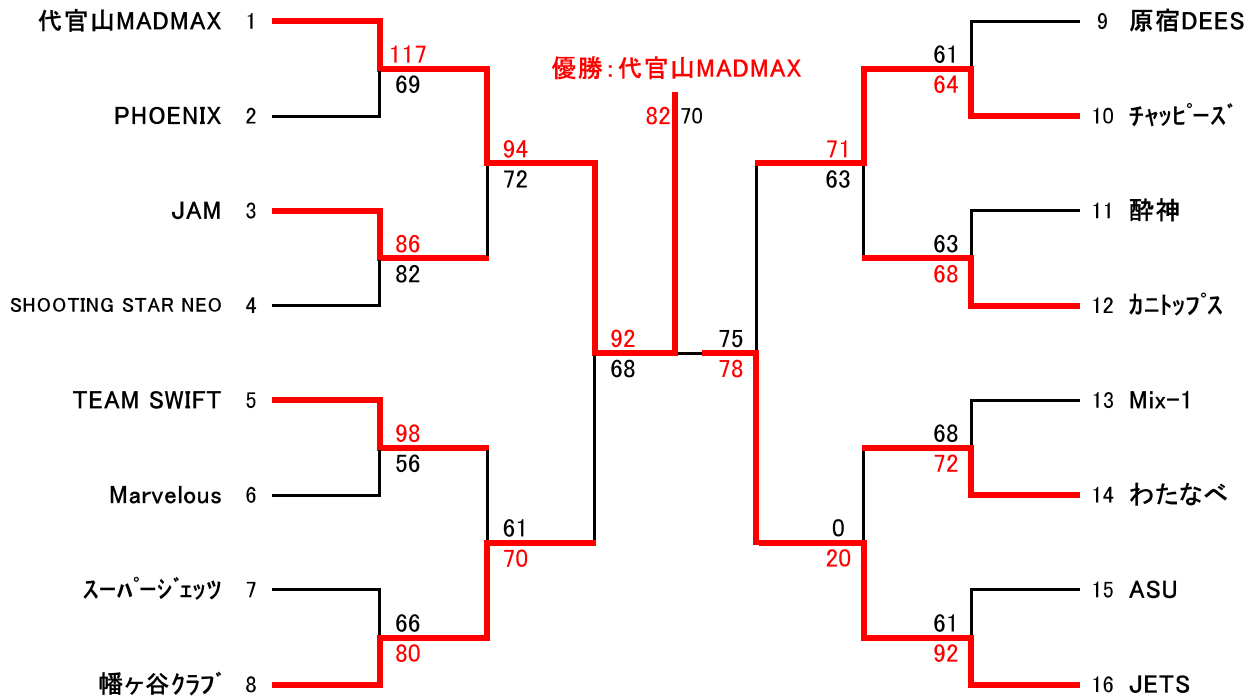 代官山MADMAX 1
117
69
PHOENIX 2
94
72
JAM 3
86
82
SHOOTING STAR NEO 4
92
68
TEAM SWIFT 5
98
56
Marvelous 6
61
70
スーパージェッツ 7
66
80
幡ヶ谷クラブ 8
優勝：代官山MADMAX
82 70
9 原宿DEES
61
64
10 チャッピーズ
71
63
11 酔神
63
68
12 カニトップス
75
78
13 Mix-1
68
72
14 わたなべ
0
20
15 ASU
61
92
16 JETS